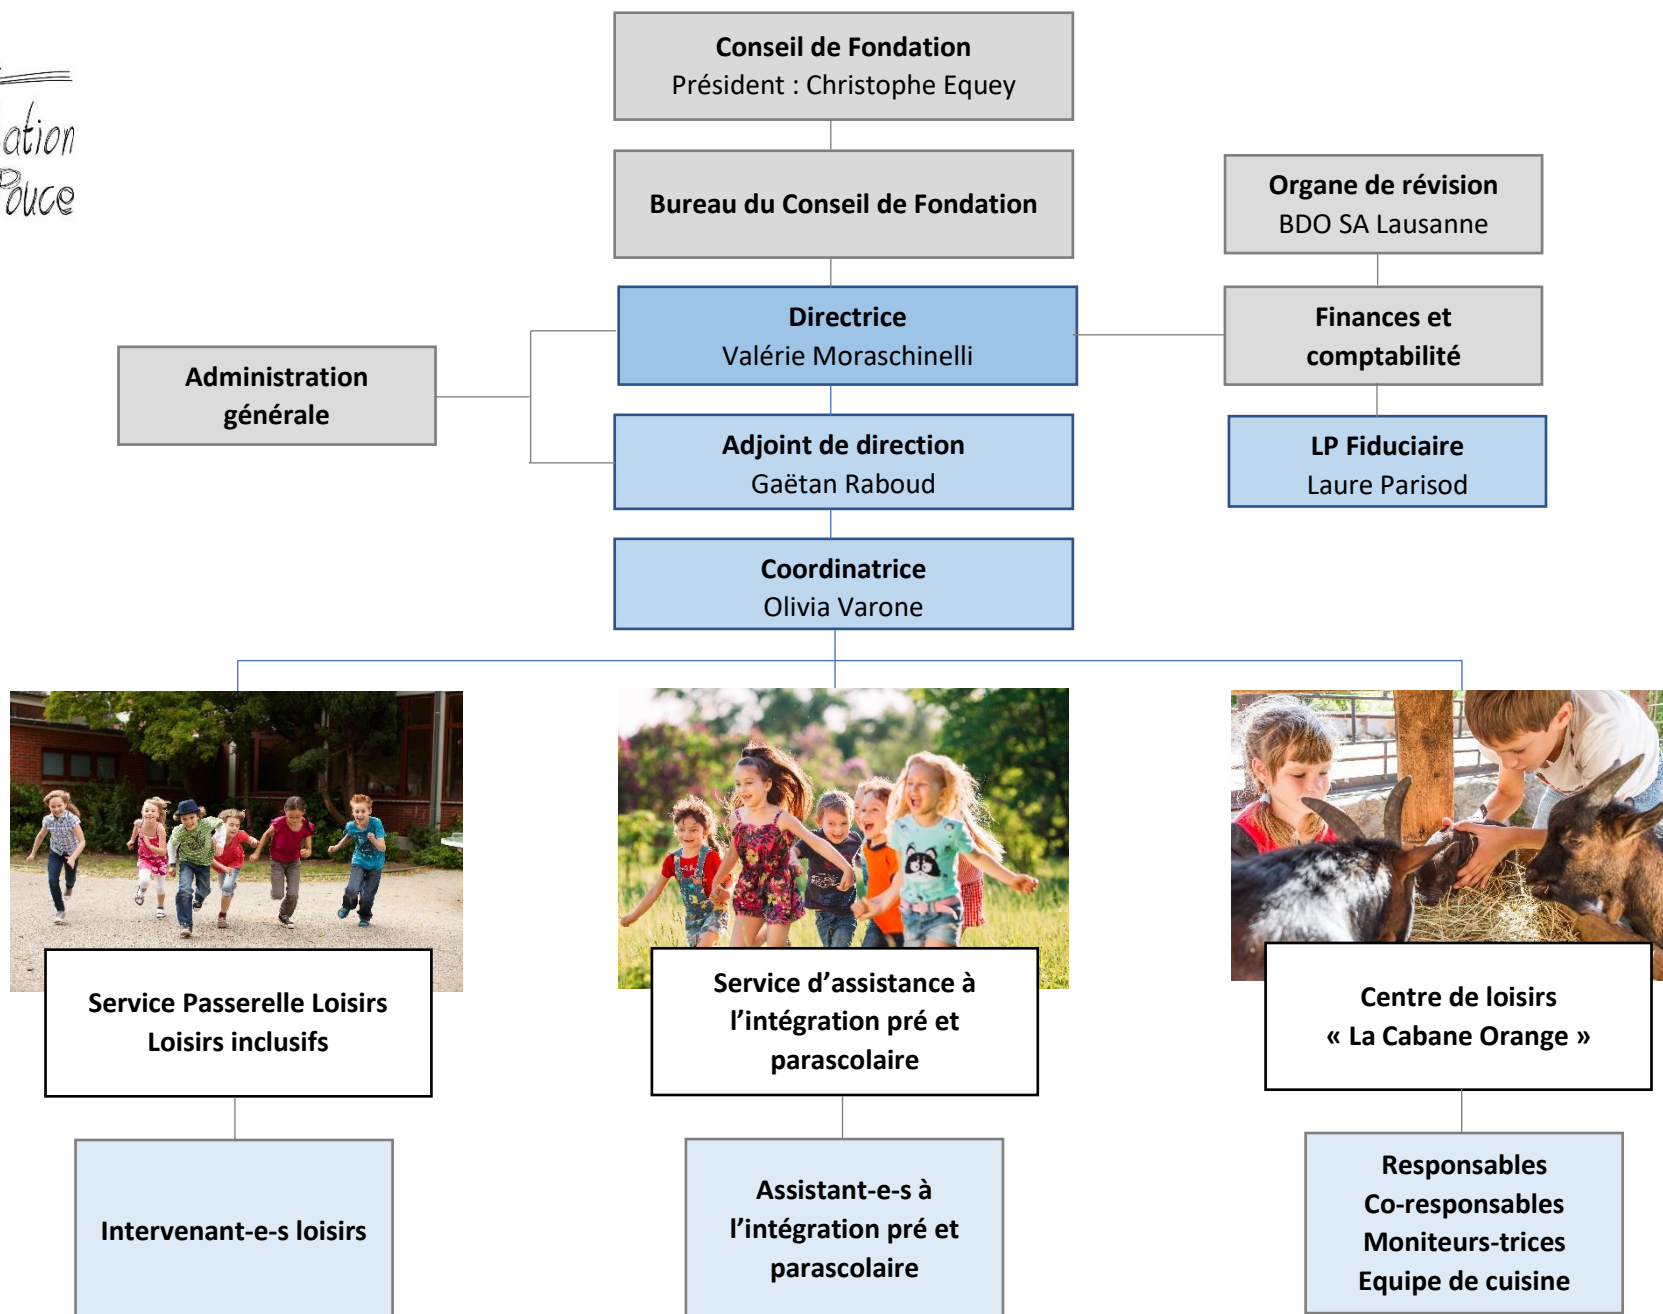 ation
Pouce
Conseil de Fondation
Président : Christophe Equey
Bureau du Conseil de Fondation
Organe de révision
BDO SA Lausanne
Directrice
Valérie Moraschinelli
Finances et
comptabilité
Administration
générale
Adjoint de direction
Gaëtan Raboud
LP Fiduciaire
Laure Parisod
Coordinatrice
Olivia Varone
Service Passerelle Loisirs
Loisirs inclusifs
Service d’assistance à
l’intégration pré et
parascolaire
Centre de loisirs
« La Cabane Orange »
Intervenant-e-s loisirs
Assistant-e-s à
l’intégration pré et
parascolaire
Responsables
Co-responsables
Moniteurs-trices
Equipe de cuisine